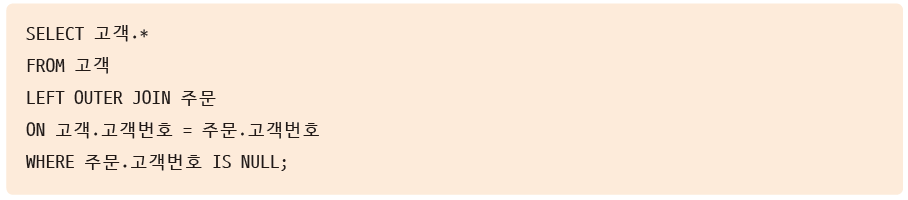 SELECT 고객.*
FROM 고객
LEFT OUTER JOIN 주문
ON 고객.고객번호 = 주문.고객번호
WHERE 주문.고객번호 IS NULL;